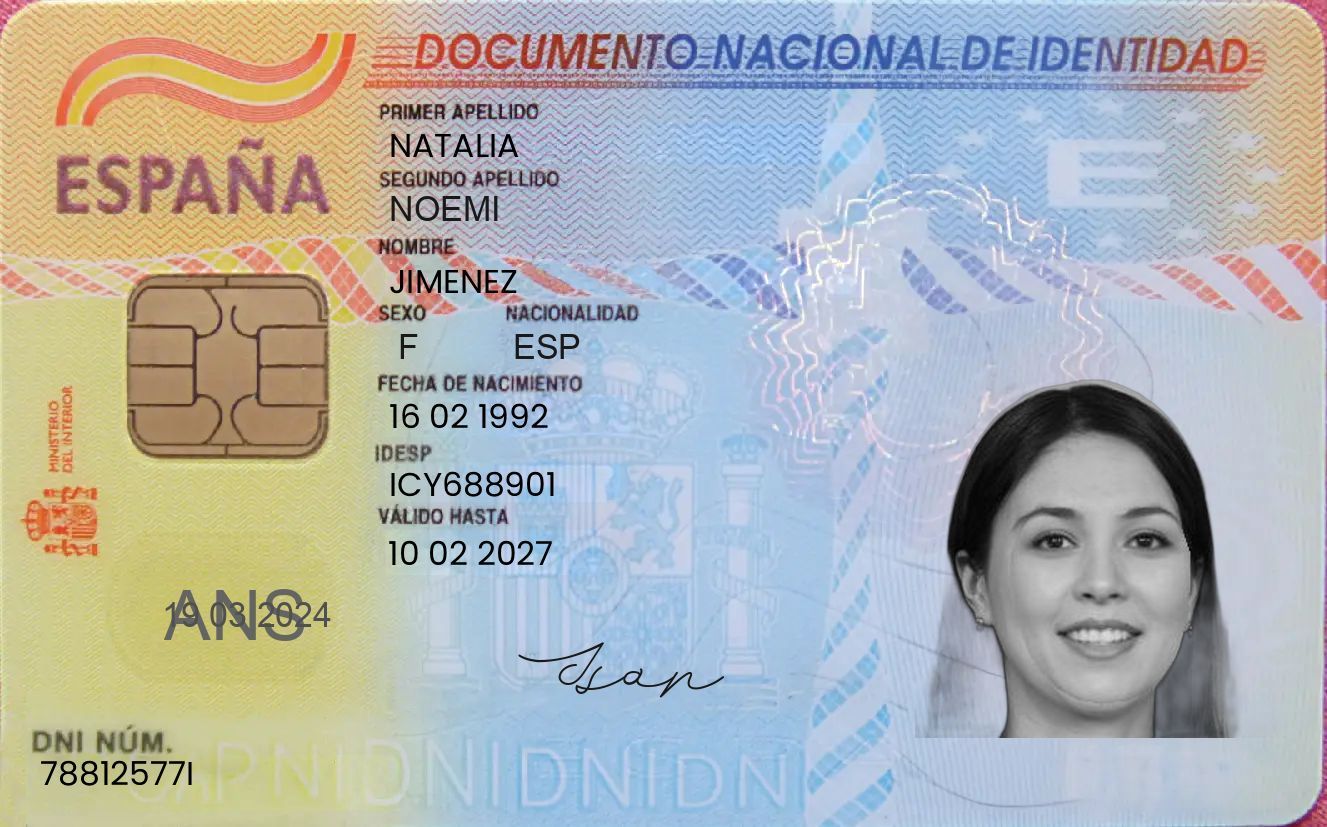 DOCUMENTO NACIONAL DE IDENTIDAD
ESPAÑA
PRIMER APELLIDO
NATALIA
SEGUNDO APELLIDO
NOEMI
NOMBRE
JIMENEZ
SEXO NACIONALIDAD
F ESP
FECHA DE NACIMIENTO
16 02 1992
IDESP
ICY688901
VÁLIDO HASTA
10 02 2027
MINISTERIO
DEL INTERIOR
E
ANS
19 03 2024
DNI NÚM.
78812577I